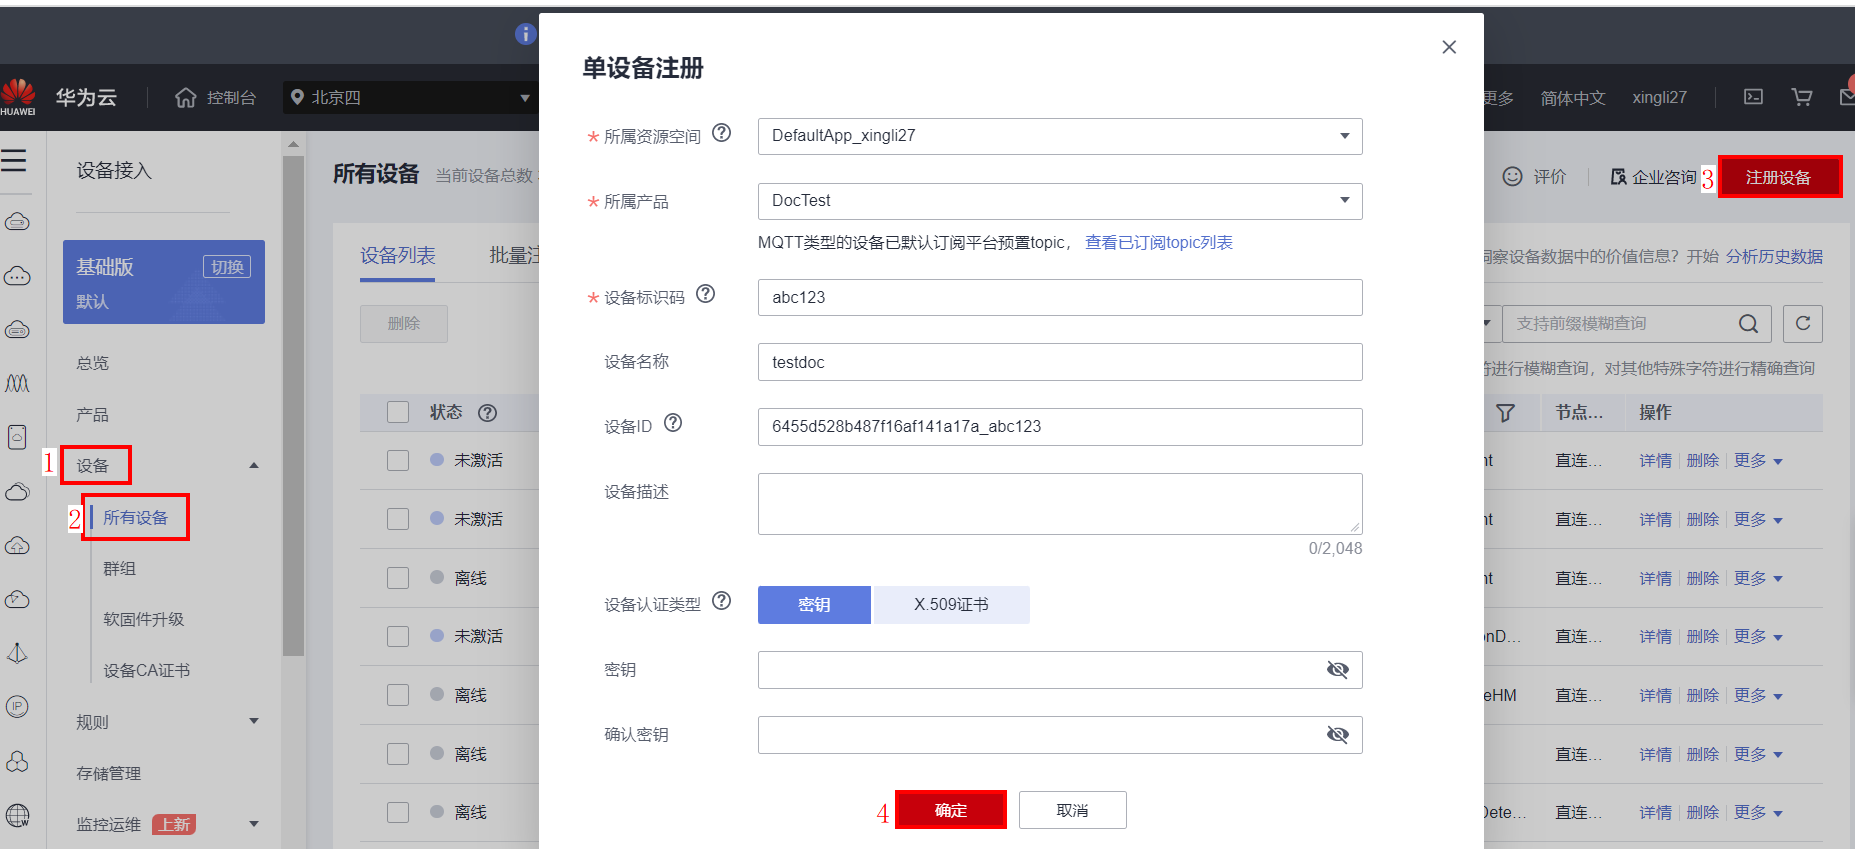 HUAWEI
华为云
控制台
北京四
更多
简体中文
xingli27
设备接入
基础版
切换
默认
总览
产品
1
设备
2
所有设备
群组
软固件升级
设备CA证书
规则
存储管理
监控运维
上新
IP
W
所有设备
当前设备总数
评价
企业咨询
3
注册设备
设备列表
批量注
洞察设备数据中的价值信息？开始 分析历史数据
删除
支持前缀模糊查询
符进行模糊查询，对其他特殊字符进行精确查询
状态
节点...
操作
未激活
nt
直连...
详情
删除
更多
未激活
nt
直连...
详情
删除
更多
离线
nt
直连...
详情
删除
更多
未激活
onD...
直连...
详情
删除
更多
离线
eHM
直连...
详情
删除
更多
离线
直连...
详情
删除
更多
离线
Dete...
直连...
详情
删除
更多
单设备注册
* 所属资源空间
DefaultApp_xingli27
* 所属产品
DocTest
MQTT类型的设备已默认订阅平台预置topic， 查看已订阅topic列表
* 设备标识码
abc123
设备名称
testdoc
设备ID
6455d528b487f16af141a17a_abc123
设备描述
0/2,048
设备认证类型
密钥
X.509证书
密钥
确认密钥
4
确定
取消